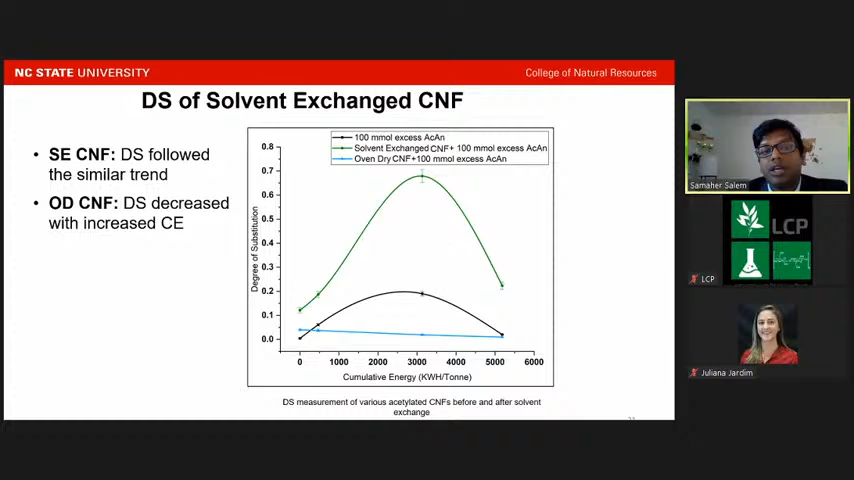 NC STATE UNIVERSITY
College of Natural Resources
DS of Solvent Exchanged CNF
• SE CNF: DS followed
the similar trend
• OD CNF: DS decreased
with increased CE
100 mmol excess AcAn
Solvent Exchanged CNF+ 100 mmol excess AcAn
Oven Dry CNF+100 mmol excess AcAn
Degree of Substitution
0.8
0.7
0.6
0.5
0.4
0.3
0.2
0.1
0.0
0 1000 2000 3000 4000 5000 6000
Cumulative Energy (KWH/Tonne)
DS measurement of various acetylated CNFs before and after solvent
exchange
Samaher Salem
LCP
LCP
Juliana Jardim